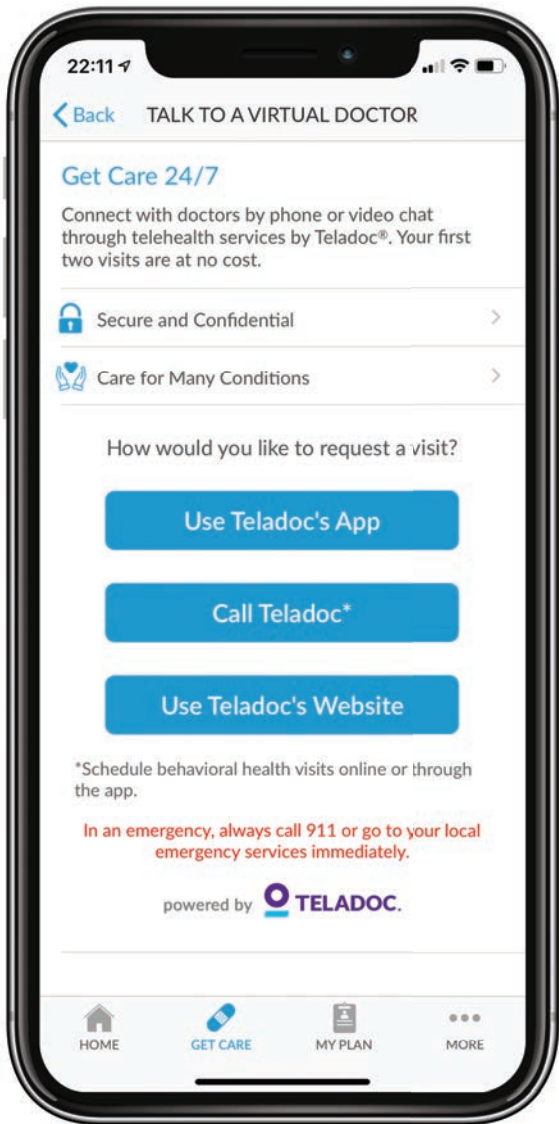 22:11
Back TALK TO A VIRTUAL DOCTOR
Get Care 24/7
Connect with doctors by phone or video chat
through telehealth services by Teladoc®. Your first
two visits are at no cost.
Secure and Confidential
Care for Many Conditions
How would you like to request a visit?
Use Teladoc's App
Call Teladoc*
Use Teladoc's Website
*Schedule behavioral health visits online or through
the app.
In an emergency, always call 911 or go to your local
emergency services immediately.
powered by TELADOC.
HOME GET CARE MY PLAN MORE